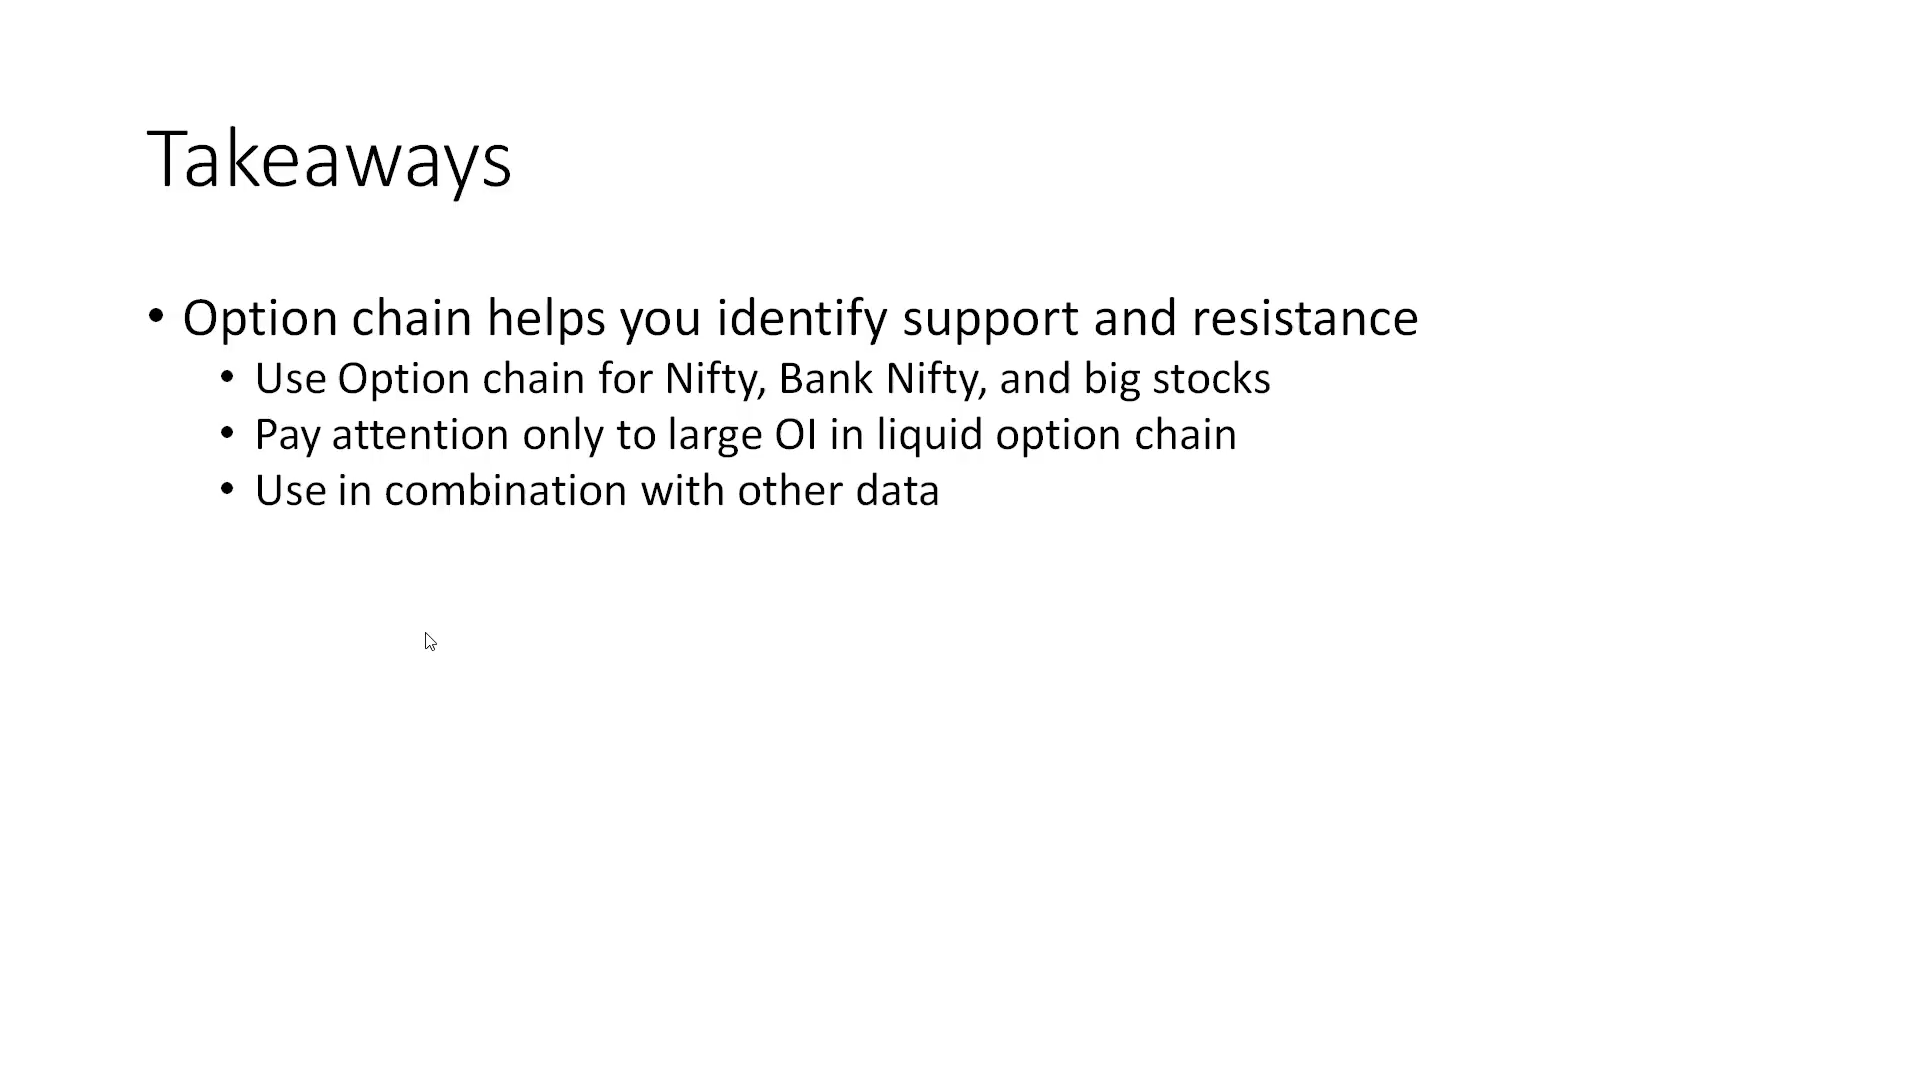 Takeaways
• Option chain helps you identify support and resistance
• Use Option chain for Nifty, Bank Nifty, and big stocks
• Pay attention only to large OI in liquid option chain
• Use in combination with other data